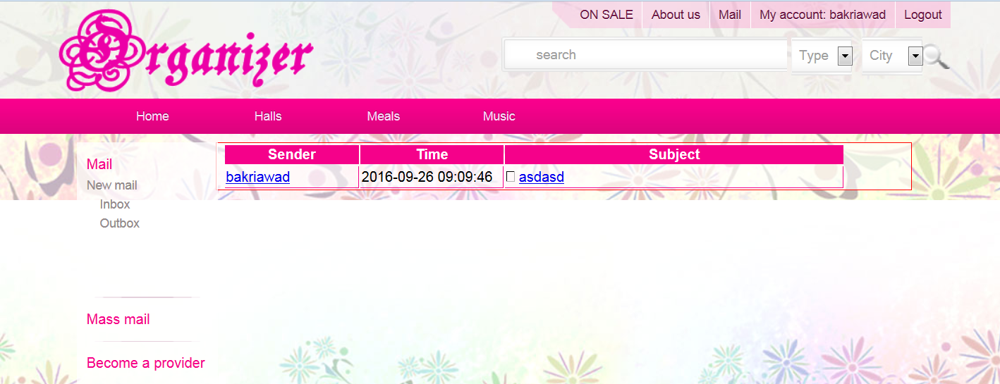 ON SALE About us Mail My account: bakriawad Logout
Organizer
search Type City
Home Halls Meals Music
Sender Time Subject
bakriawad 2016-09-26 09:09:46 asdasd
Mail
New mail
Inbox
Outbox
Mass mail
Become a provider